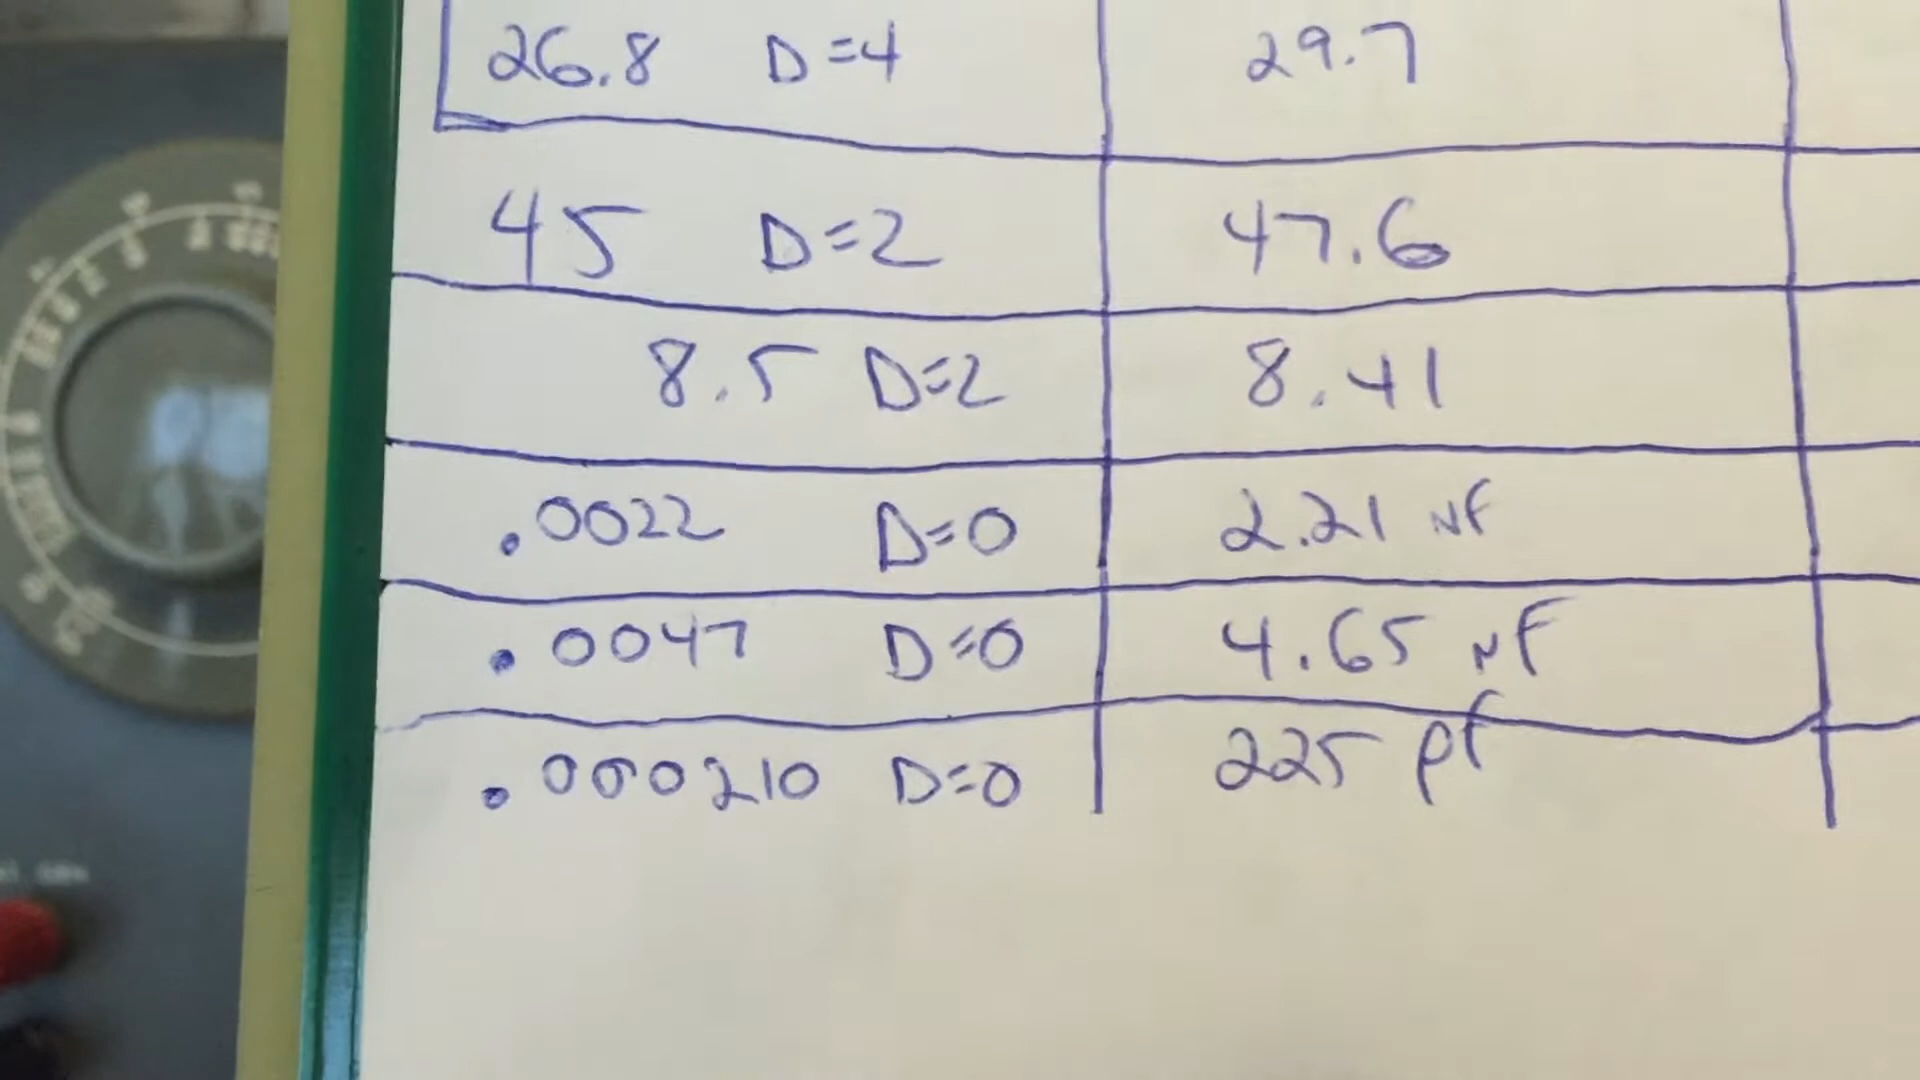 26.8 D=4 29.7
45 D=2 47.6
8.5 D=2 8.41
.0022 D=0 2.21 NF
.0047 D=0 4.65 NF
.000210 D=0 225 pf